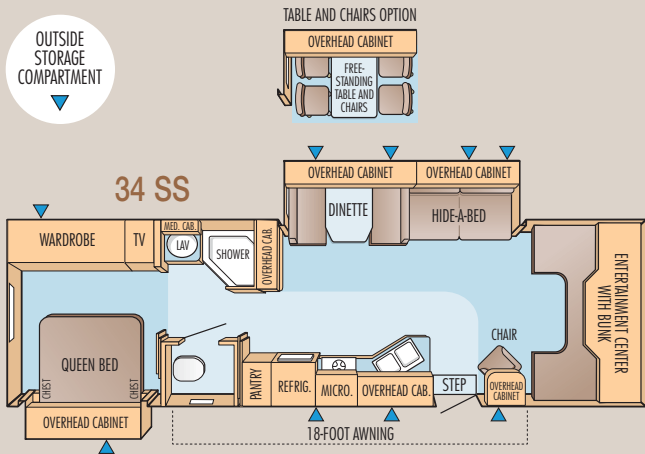 TABLE AND CHAIRS OPTION
OUTSIDE
STORAGE
COMPARTMENT
OVERHEAD CABINET
FREE-
STANDING
TABLE AND
CHAIRS
34 SS
OVERHEAD CABINET
OVERHEAD CABINET
DINETTE
HIDE-A-BED
WARDROBE
TV
MED. CAB.
LAV
SHOWER
OVERHEAD CAB.
ENTERTAINMENT CENTER
WITH BUNK
QUEEN BED
CHEST
CHEST
OVERHEAD CABINET
PANTRY
REFRIG.
MICRO.
OVERHEAD CAB.
STEP
CHAIR
OVERHEAD
CABINET
18-FOOT AWNING